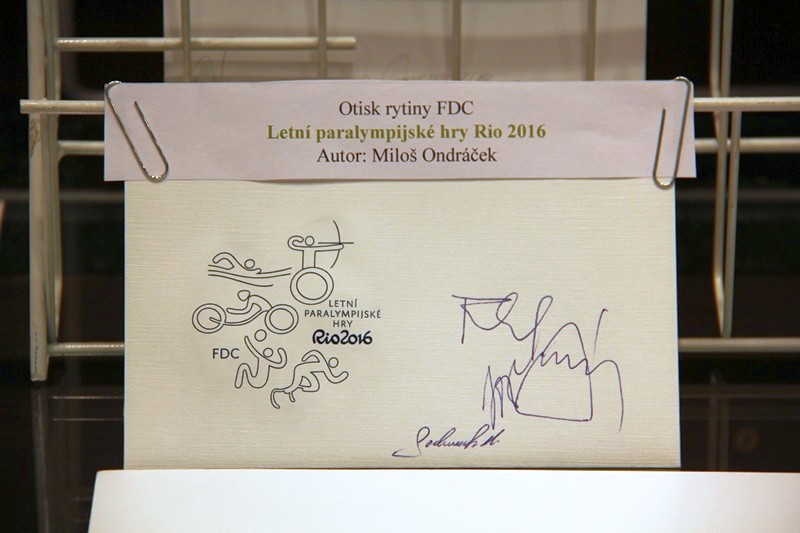 Otisk rytiny FDC
Letní paralympijské hry Rio 2016
Autor: Miloš Ondráček
LETNÍ
PARALYMPIJSKÉ
HRY
Rio2016
FDC